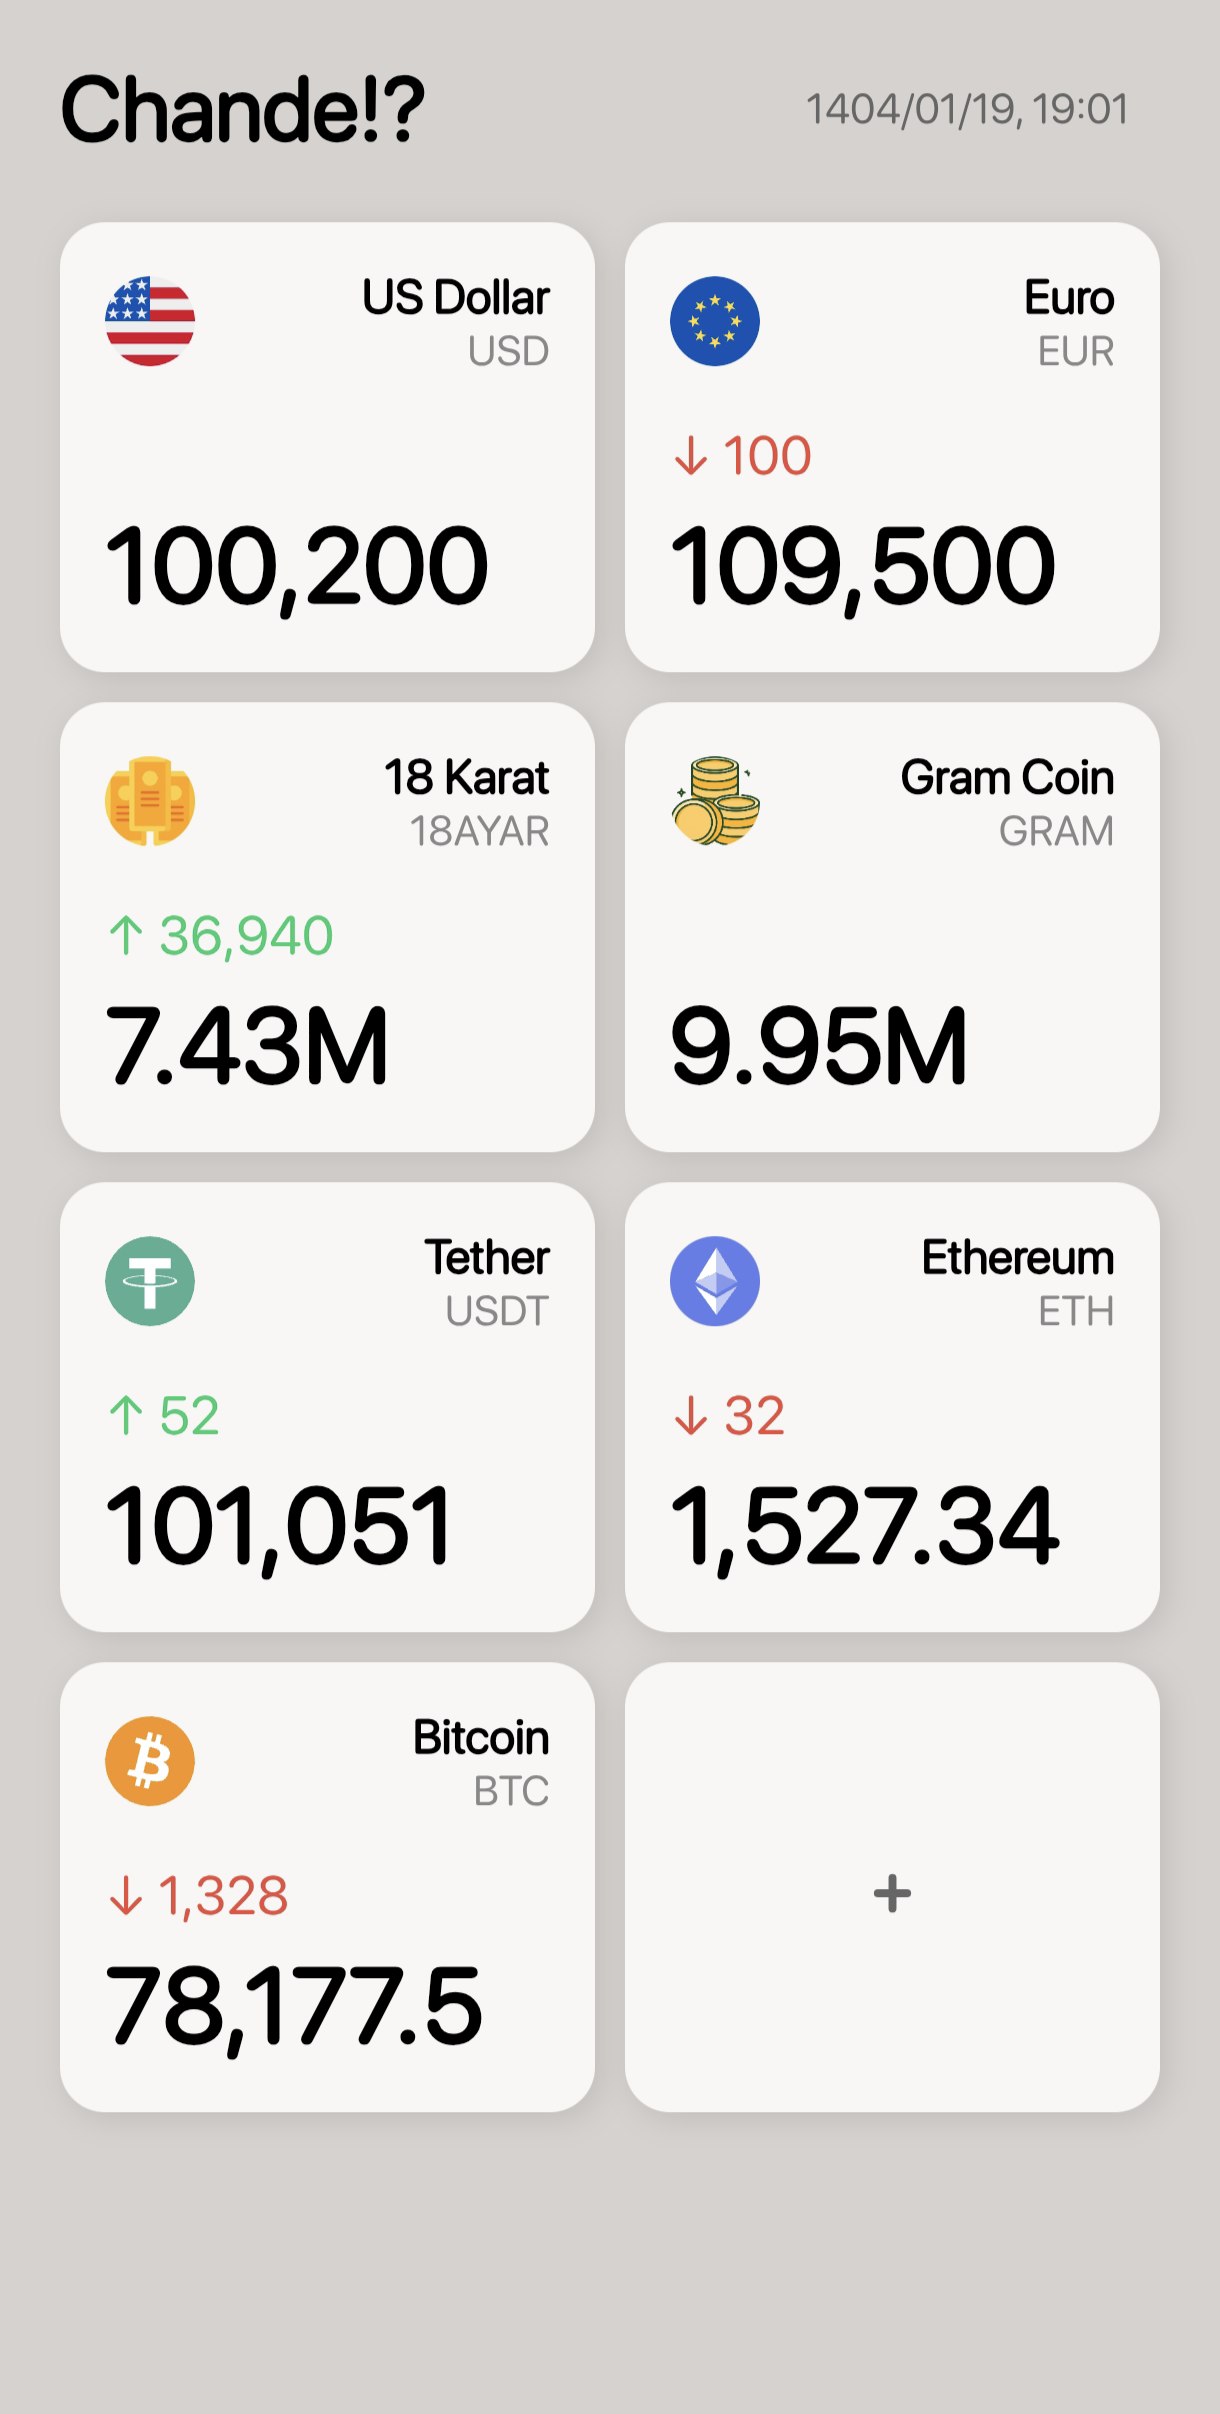 Chande!?
1404/01/19, 19:01
US Dollar
USD
100,200
Euro
EUR
↓ 100
109,500
18 Karat
18AYAR
↑ 36,940
7.43M
Gram Coin
GRAM
9.95M
Tether
USDT
↑ 52
101,051
Ethereum
ETH
↓ 32
1,527.34
Bitcoin
BTC
↓ 1,328
78,177.5
+